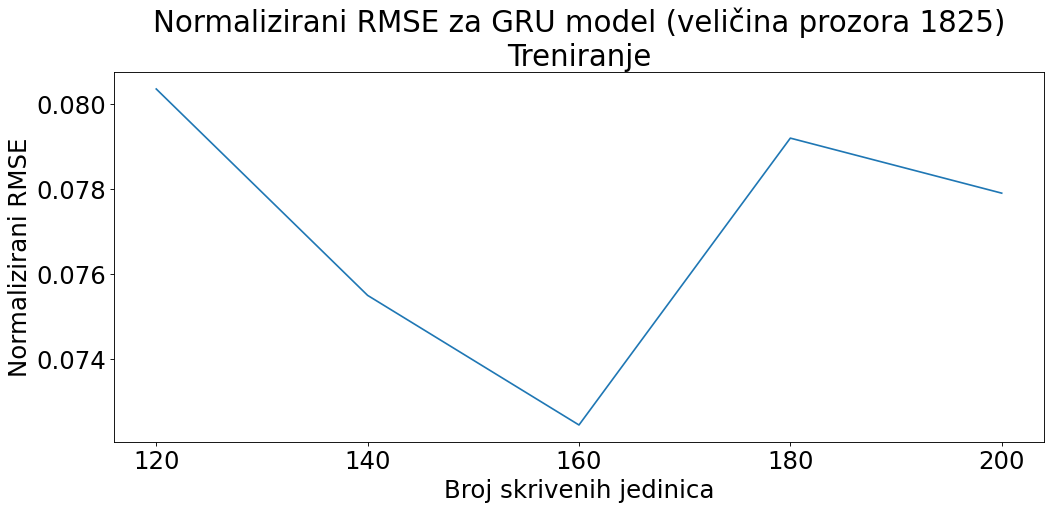 Normalizirani RMSE za GRU model (veličina prozora 1825)
Treniranje
Normalizirani RMSE
0.080
0.078
0.076
0.074
120 140 160 180 200
Broj skrivenih jedinica